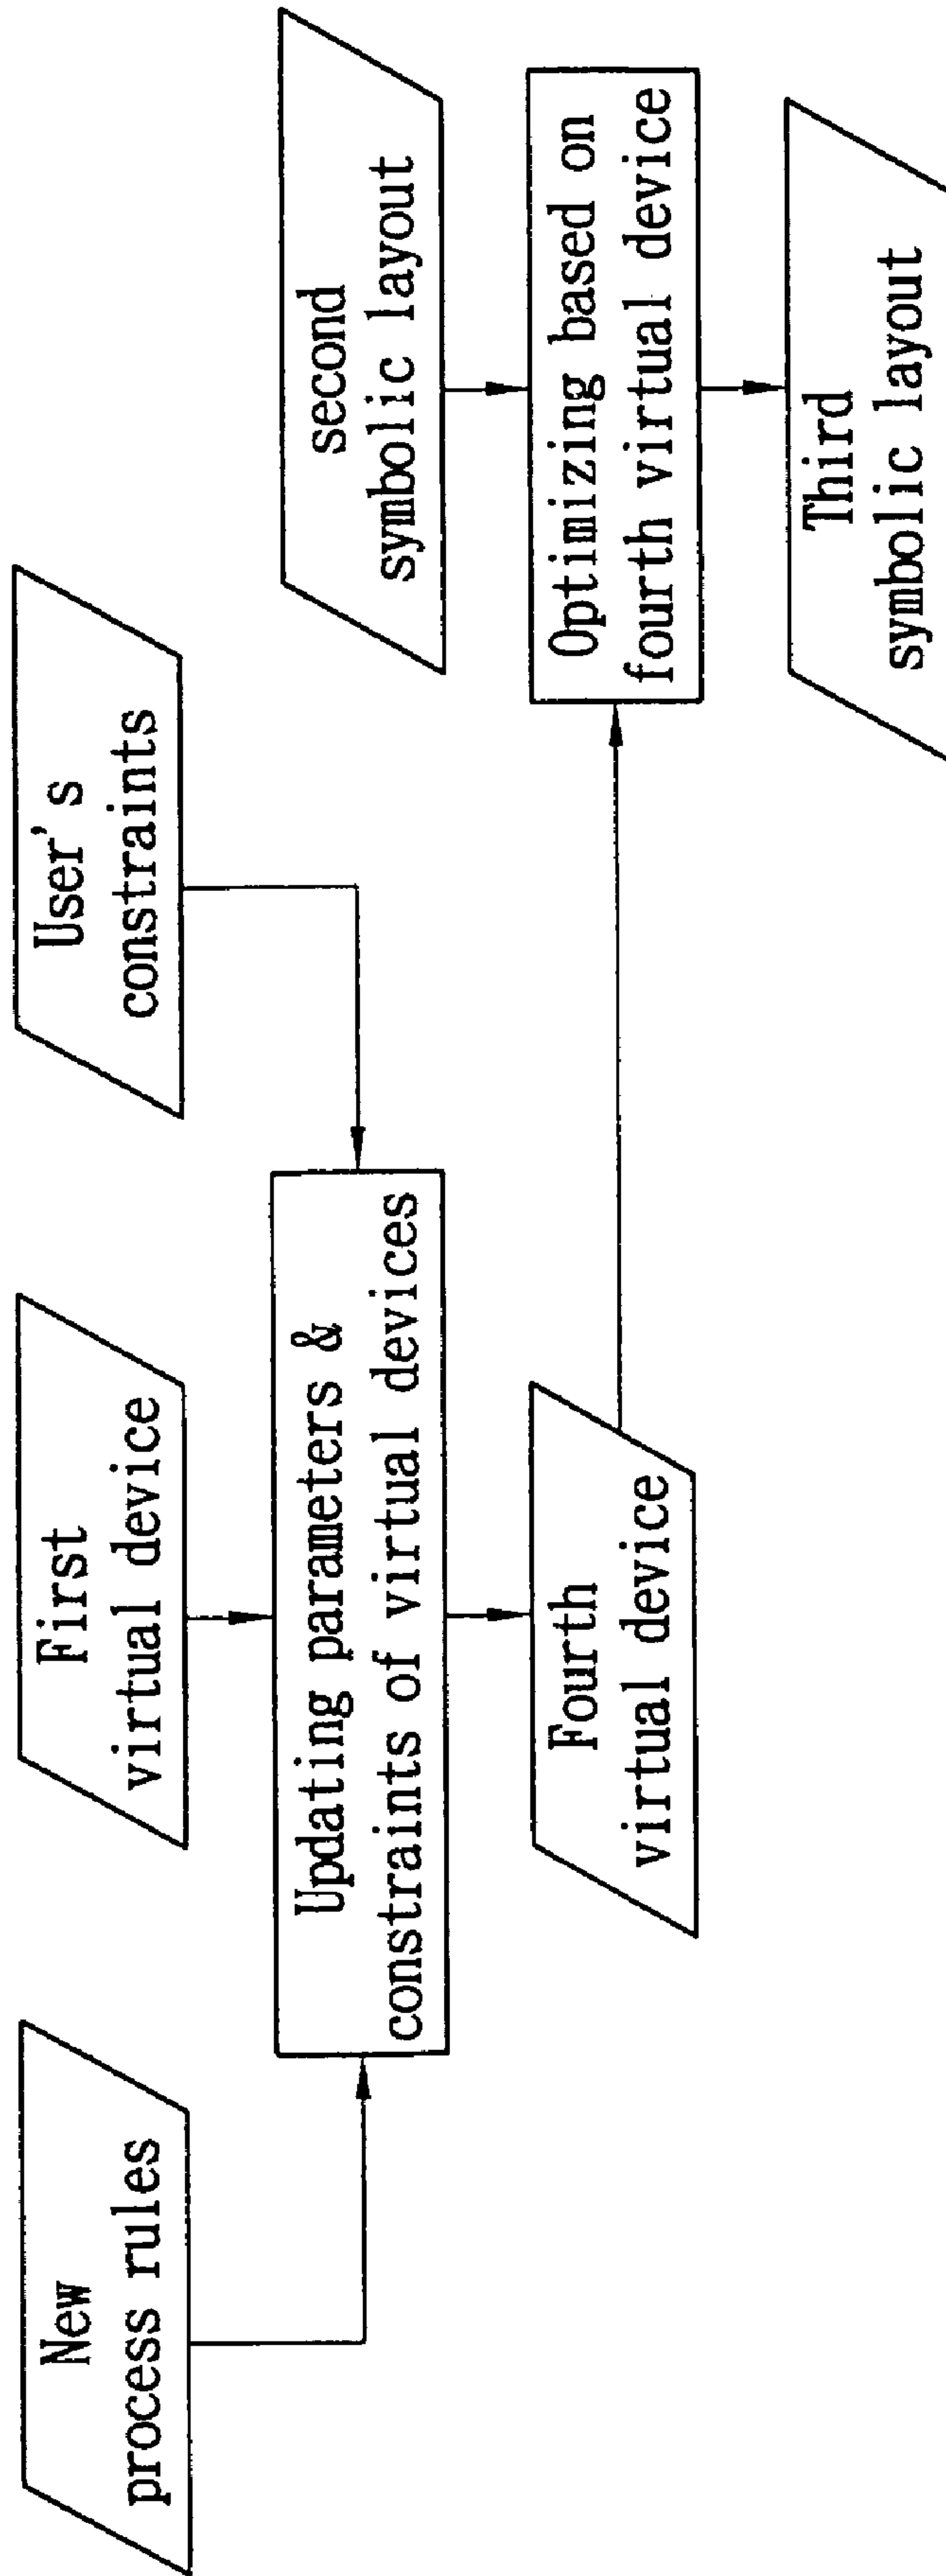 New
process rules
First
virtual device
User's
constraints
Updating parameters &
constraints of virtual devices
second
symbolic layout
Fourth
virtual device
Optimizing based on
fourth virtual device
Third
symbolic layout